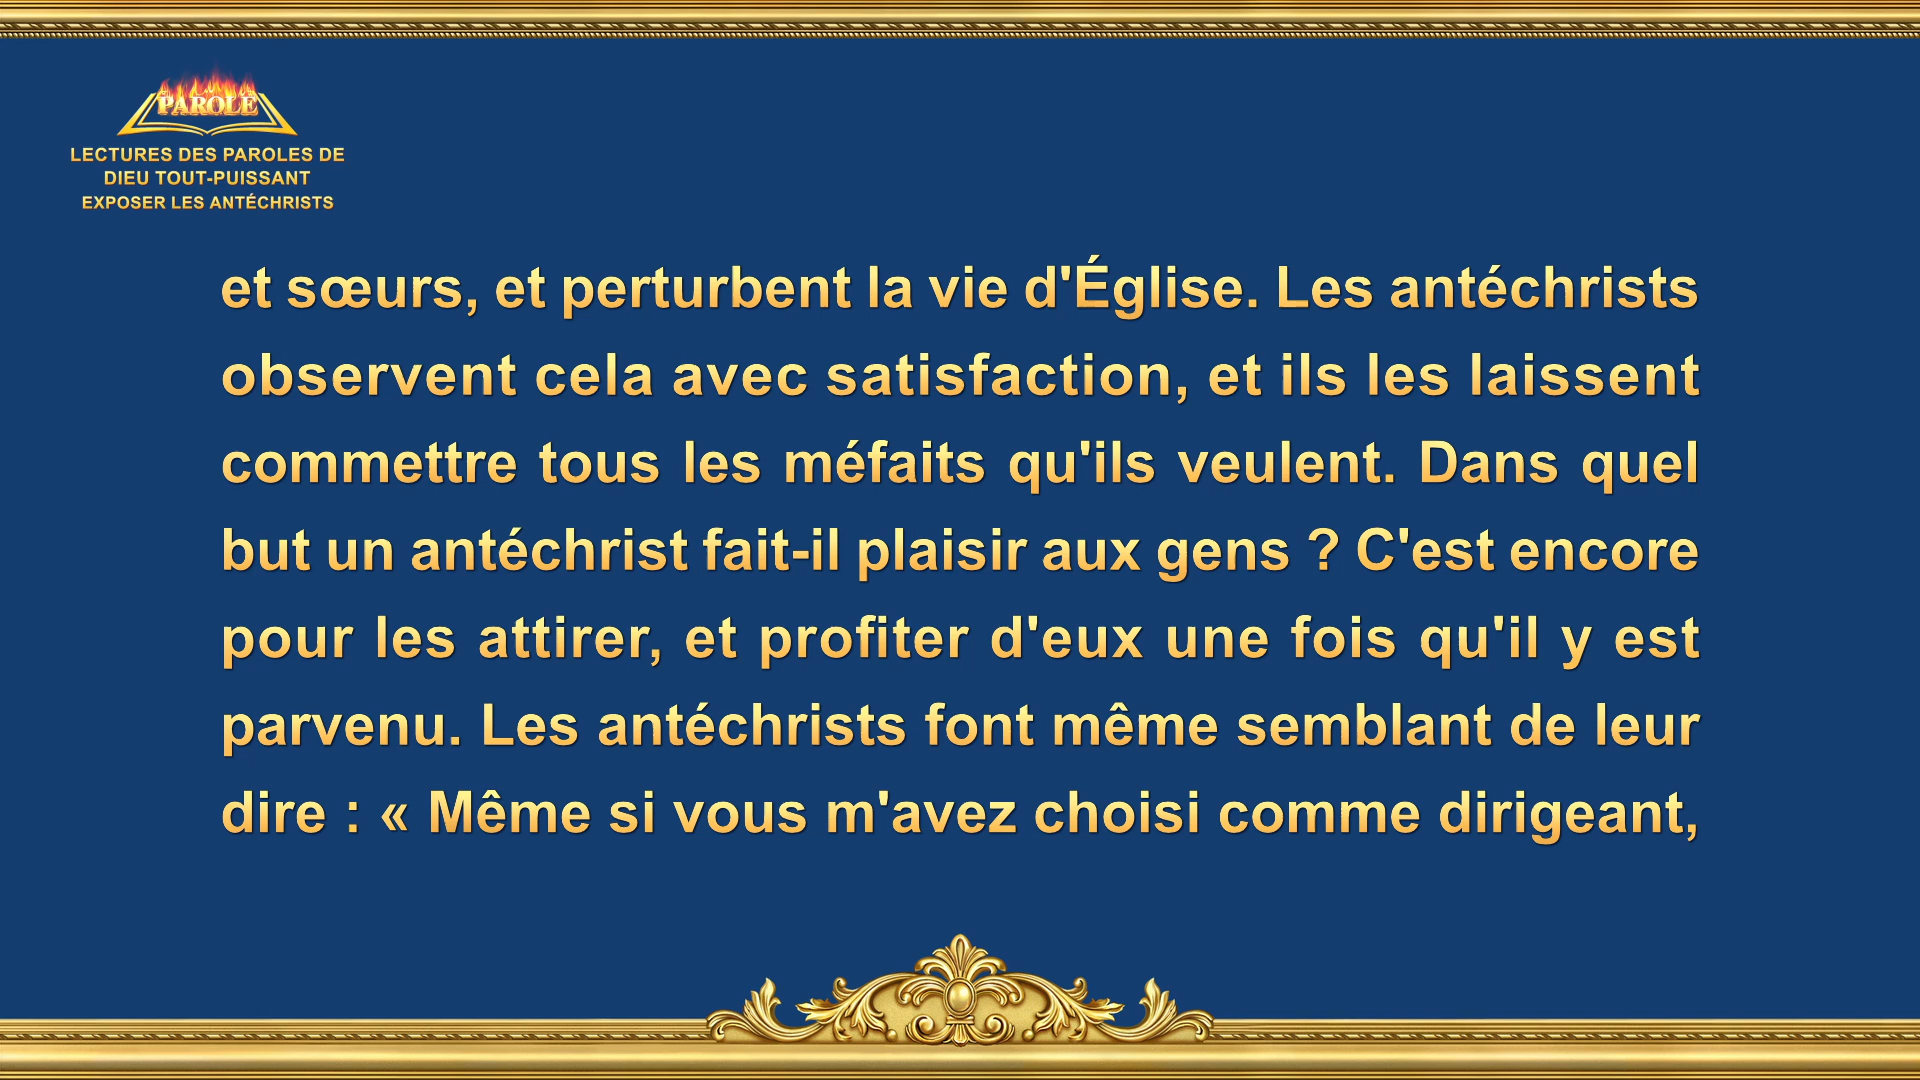 PAROLE
LECTURES DES PAROLES DE
DIEU TOUT-PUISSANT
EXPOSER LES ANTÉCHRISTS
et sœurs, et perturbent la vie d'Église. Les antéchrists
observent cela avec satisfaction, et ils les laissent
commettre tous les méfaits qu'ils veulent. Dans quel
but un antéchrist fait-il plaisir aux gens ? C'est encore
pour les attirer, et profiter d'eux une fois qu'il y est
parvenu. Les antéchrists font même semblant de leur
dire : « Même si vous m'avez choisi comme dirigeant,